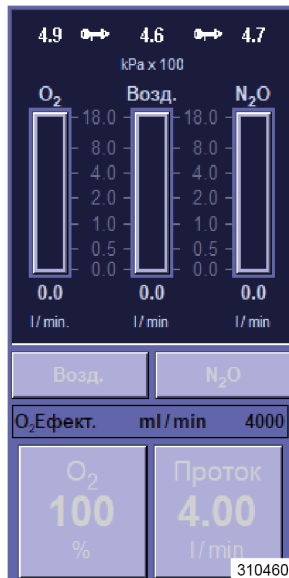 4.9 4.6 4.7
kPa x 100
O₂ Возд. N₂O
18.0 18.0
8.0 8.0
4.0 4.0
2.0 2.0
1.0 1.0
0.5 0.5
0.0 0.0
0.0 0.0 0.0
l/min. l/min l/min
Возд. N₂O
O₂Ефект. ml/min 4000
O₂ Проток
100 4.00
% l/min
310460